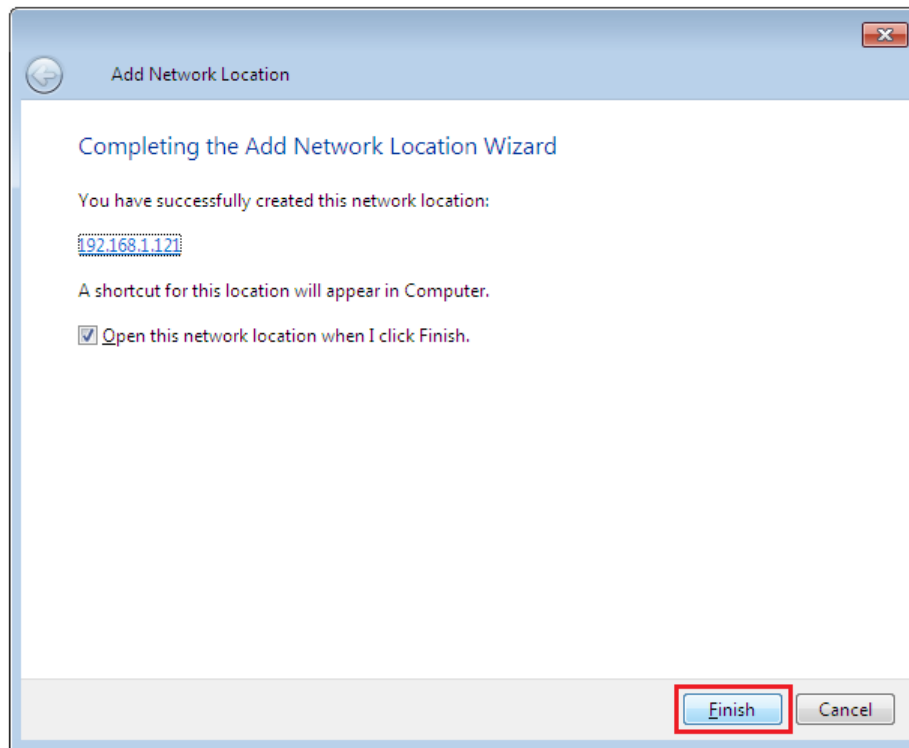 Add Network Location
Completing the Add Network Location Wizard
You have successfully created this network location:
192.168.1.121
A shortcut for this location will appear in Computer.
Open this network location when I click Finish.
Finish
Cancel